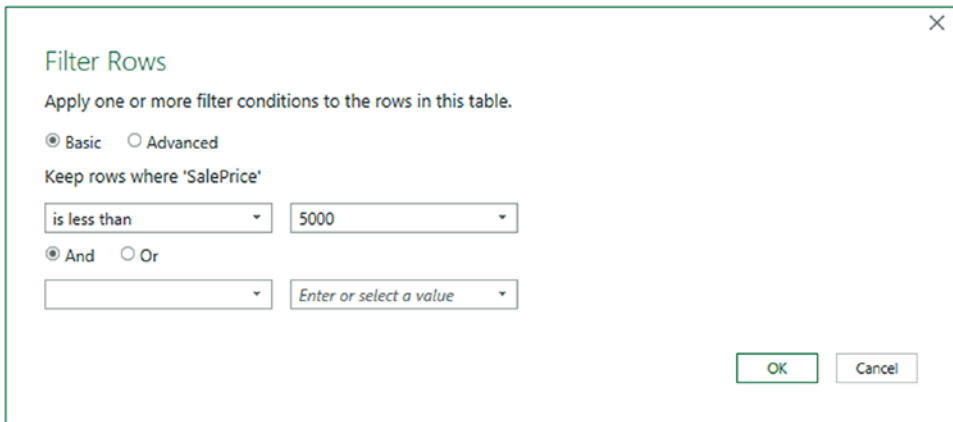 Filter Rows
Apply one or more filter conditions to the rows in this table.
Basic Advanced
Keep rows where 'SalePrice'
is less than 5000
And Or
Enter or select a value
OK Cancel